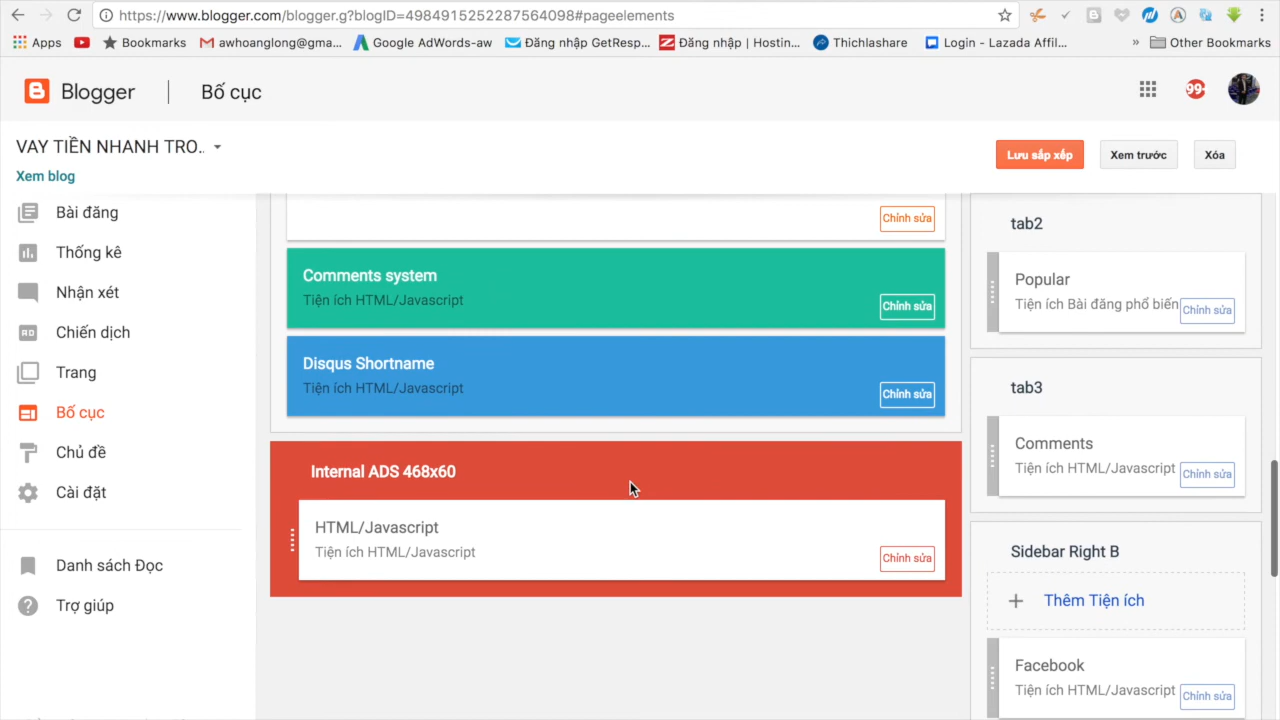 https://www.blogger.com/blogger.g?blogID=4984915252287564098#pageelements
Apps
Bookmarks
awhoanglong@gma...
Google AdWords-aw
Đăng nhập GetResp...
Đăng nhập | Hostin...
Thichlashare
Login - Lazada Affil...
»
Other Bookmarks
Blogger
Bố cục
99+
VAY TIỀN NHANH TRO..
Xem blog
Lưu sắp xếp
Xem trước
Xóa
Bài đăng
Thống kê
Nhận xét
Chiến dịch
Trang
Bố cục
Chủ đề
Cài đặt
Danh sách Đọc
Trợ giúp
Chỉnh sửa
Comments system
Tiện ích HTML/Javascript
Chỉnh sửa
Disqus Shortname
Tiện ích HTML/Javascript
Chỉnh sửa
Internal ADS 468x60
HTML/Javascript
Tiện ích HTML/Javascript
Chỉnh sửa
tab2
Popular
Tiện ích Bài đăng phổ biến
Chỉnh sửa
tab3
Comments
Tiện ích HTML/Javascript
Chỉnh sửa
Sidebar Right B
Thêm Tiện ích
Facebook
Tiện ích HTML/Javascript
Chỉnh sửa